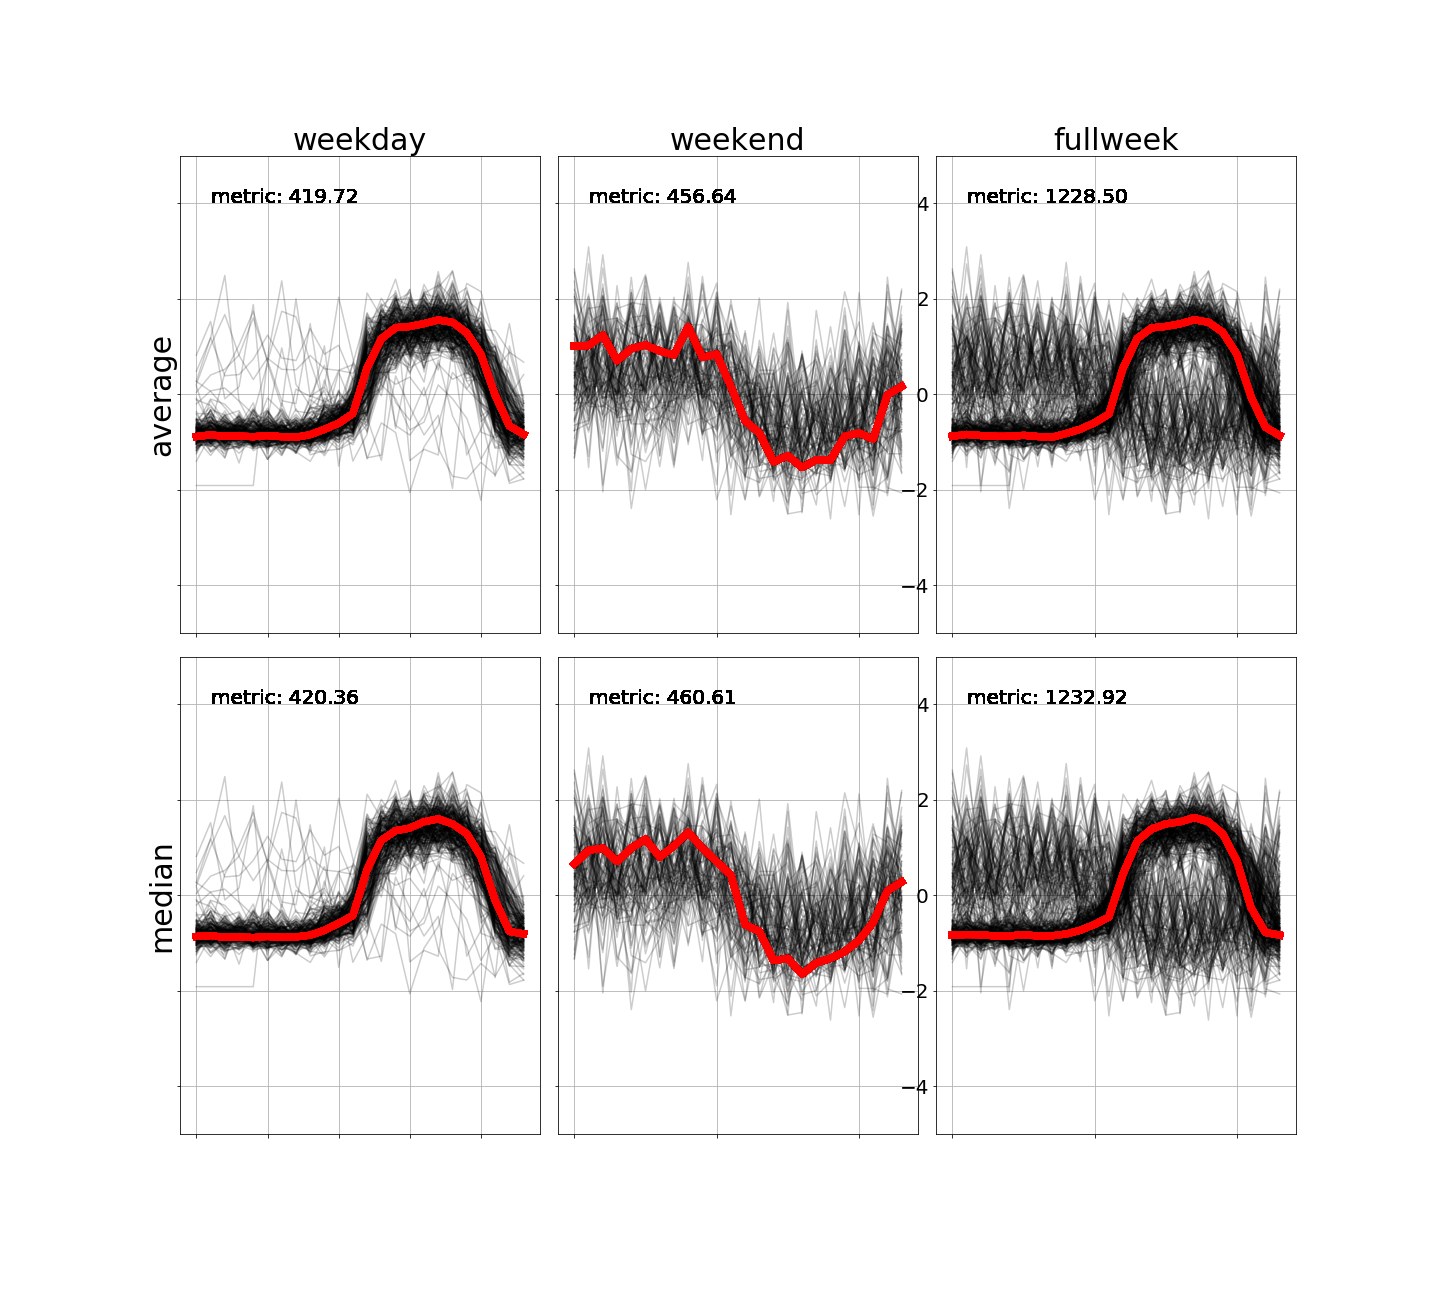 weekday weekend fullweek
average
metric: 419.72
metric: 456.64
metric: 1228.50
4
2
0
−2
−4
median
metric: 420.36
metric: 460.61
metric: 1232.92
4
2
0
−2
−4